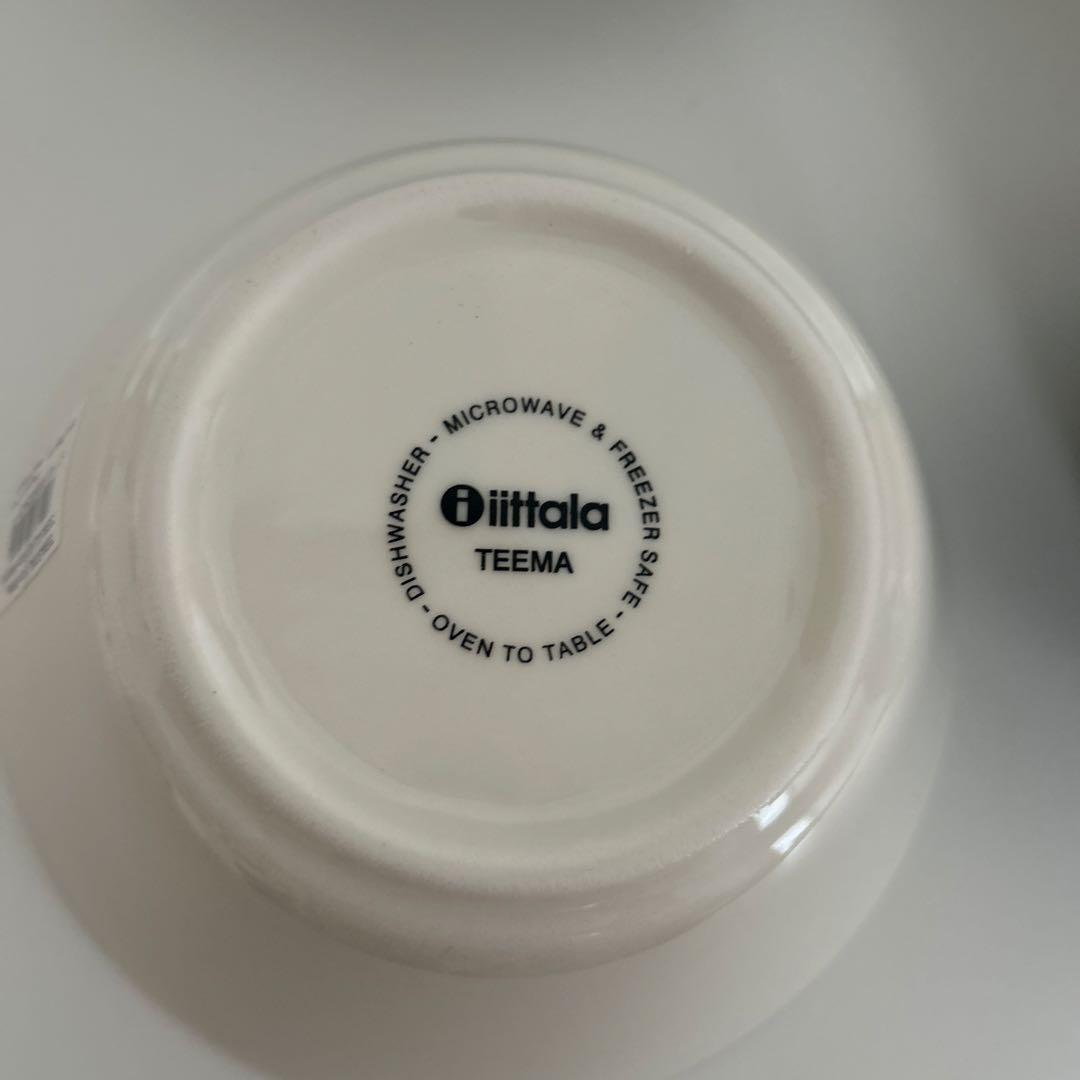 DISHWASHER - MICROWAVE & FREEZER SAFE - OVEN TO TABLE -
i iittala
TEEMA